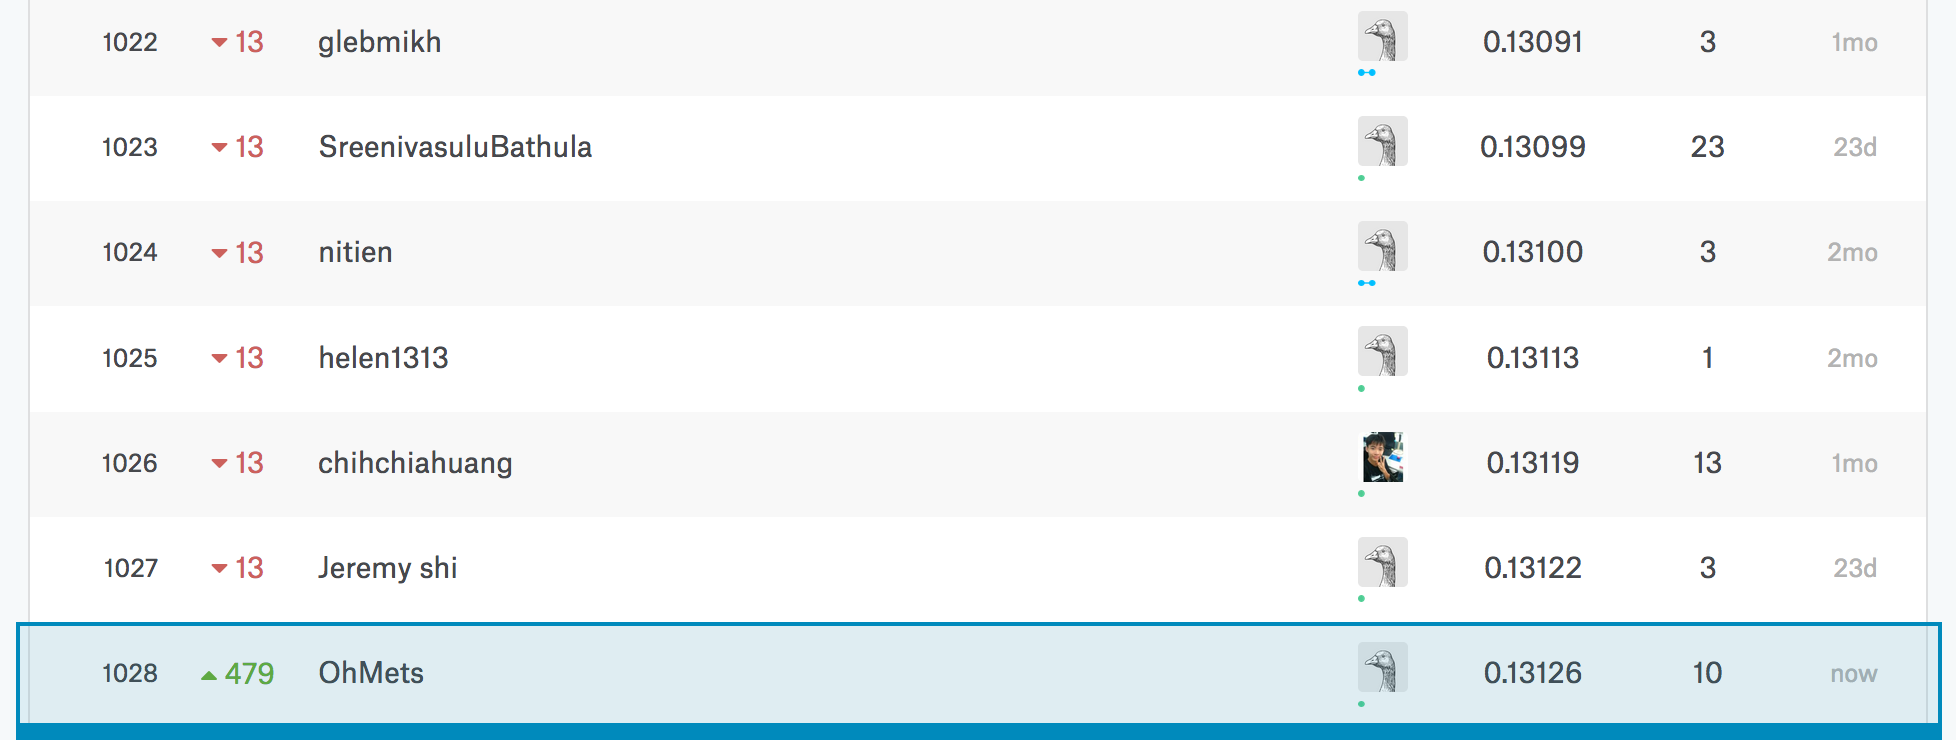 1022 13 glebmikh 0.13091 3 1mo
1023 13 SreenivasuluBathula 0.13099 23 23d
1024 13 nitien 0.13100 3 2mo
1025 13 helen1313 0.13113 1 2mo
1026 13 chihchiahuang 0.13119 13 1mo
1027 13 Jeremy shi 0.13122 3 23d
1028 479 OhMets 0.13126 10 now